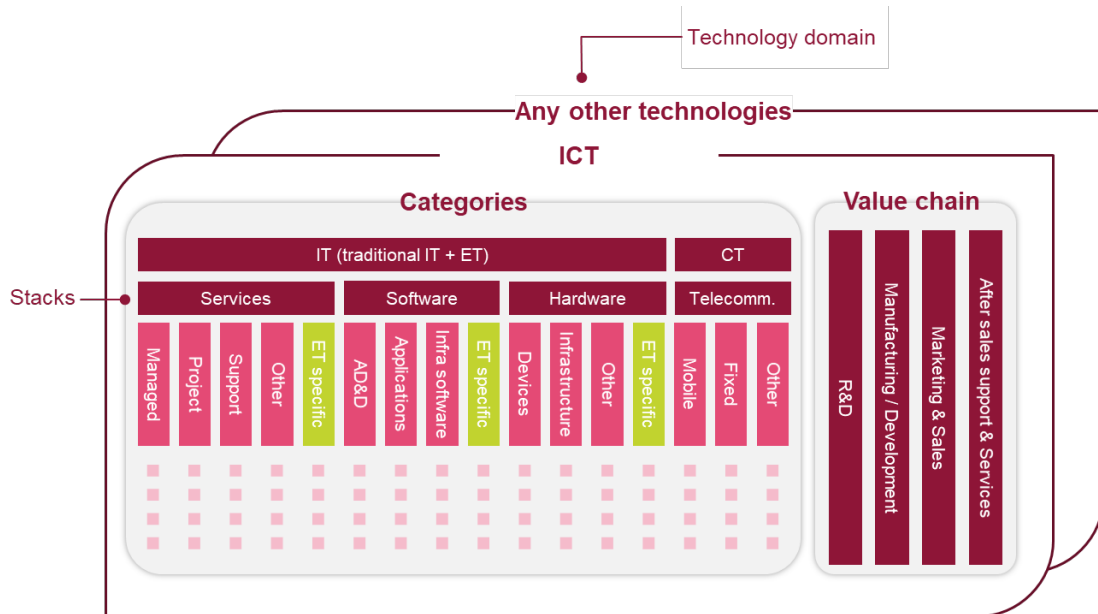 Technology domain
Any other technologies
ICT
Categories
Value chain
IT (traditional IT + ET)
CT
Stacks
Services
Software
Hardware
Telecomm.
Managed
Project
Support
Other
ET specific
AD&D
Applications
Infra software
ET specific
Devices
Infrastructure
Other
ET specific
Mobile
Fixed
Other
R&D
Manufacturing / Development
Marketing & Sales
After sales support & Services